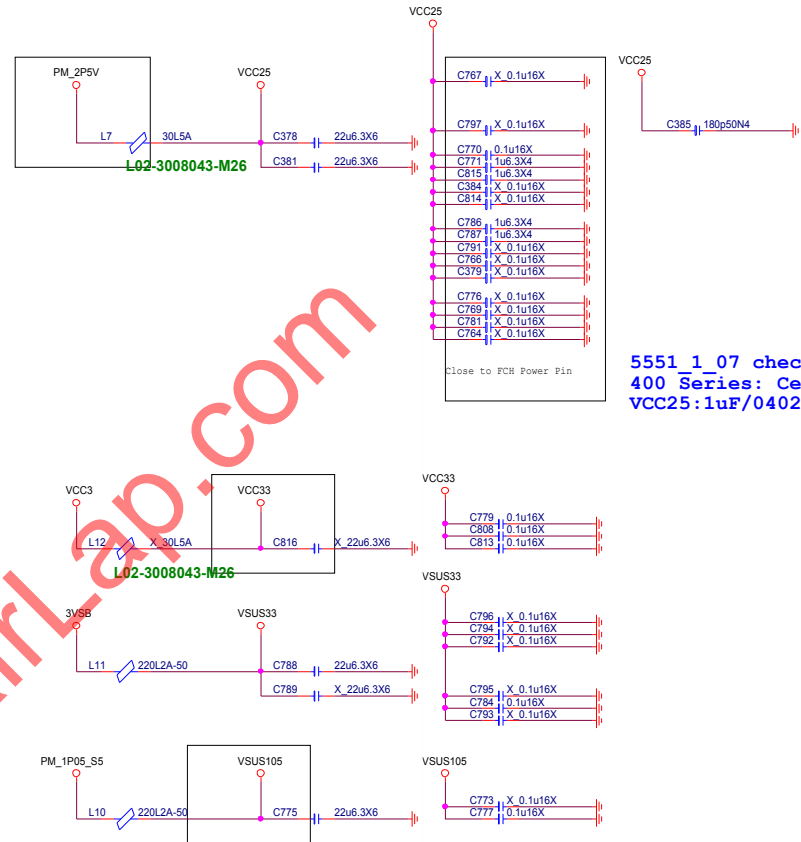 VCC25
PM_2P5V
VCC25
VCC25
L7
30L5A
L02-3008043-M26
C378
22u6.3X6
C381
22u6.3X6
C767
X_0.1u16X
C797
X_0.1u16X
C770
0.1u16X
C771
1u6.3X4
C815
1u6.3X4
C384
X_0.1u16X
C814
X_0.1u16X
C786
1u6.3X4
C787
1u6.3X4
C791
X_0.1u16X
C766
X_0.1u16X
C379
X_0.1u16X
C776
X_0.1u16X
C769
X_0.1u16X
C781
X_0.1u16X
C764
X_0.1u16X
Close to FCH Power Pin
C385
180p50N4
5551_1_07 chec
400 Series: Ce
VCC25:1uF/0402
VCC3
VCC33
VCC33
L12
X_30L5A
L02-3008043-M26
C816
X_22u6.3X6
C779
0.1u16X
C808
0.1u16X
C813
0.1u16X
3VSB
VSUS33
VSUS33
L11
220L2A-50
C788
22u6.3X6
C789
X_22u6.3X6
C796
X_0.1u16X
C794
X_0.1u16X
C792
X_0.1u16X
C795
X_0.1u16X
C784
0.1u16X
C793
X_0.1u16X
PM_1P05_S5
VSUS105
VSUS105
L10
220L2A-50
C775
22u6.3X6
C773
X_0.1u16X
C777
0.1u16X
irLap.com